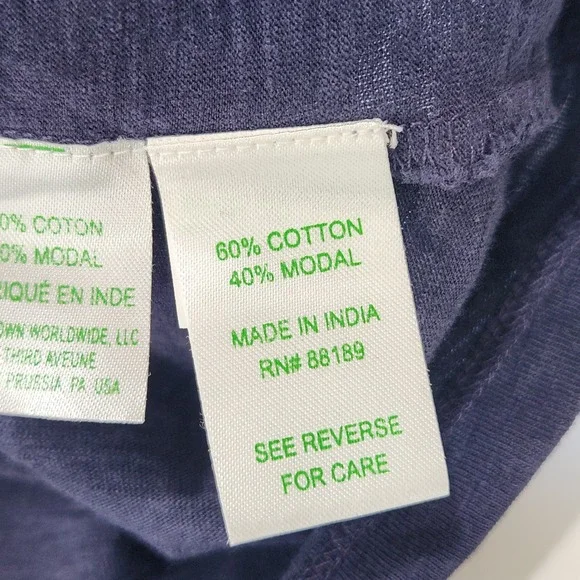 0% COTON
0% MODAL
RIQUÉ EN INDE
OWN WORLDWIDE, LLC
THIRD AVEUNE
PRUSSIA, PA USA
60% COTTON
40% MODAL
MADE IN INDIA
RN# 88189
SEE REVERSE
FOR CARE